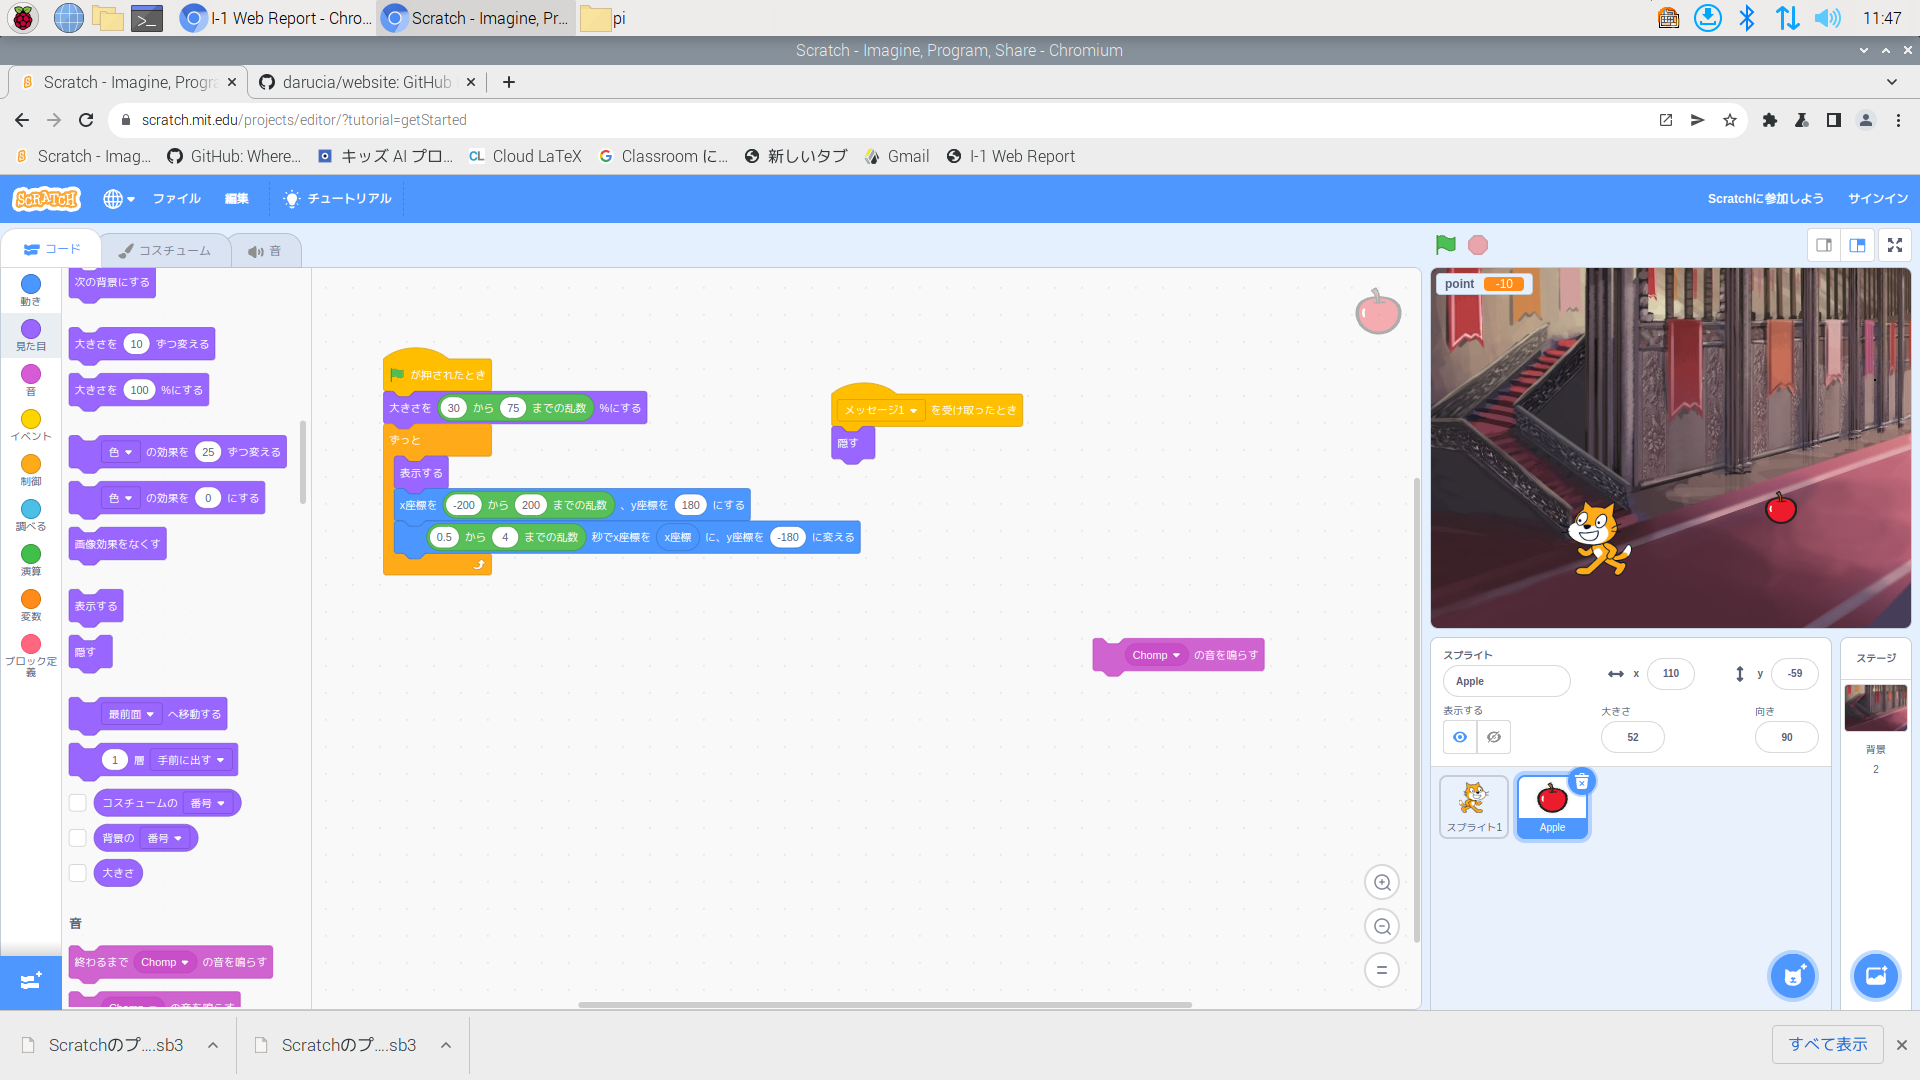 I-1 Web Report - Chro...
Scratch - Imagine, Pr...
pi
11:47
Scratch - Imagine, Program, Share - Chromium
Scratch - Imagine, Progra
darucia/website: GitHub
scratch.mit.edu/projects/editor/?tutorial=getStarted
Scratch - Imag...
GitHub: Where...
キッズ AI プロ...
CL Cloud LaTeX
Classroom に...
新しいタブ
Gmail
I-1 Web Report
SCRATCH
ファイル
編集
チュートリアル
Scratchに参加しよう
サインイン
コード
コスチューム
音
動き
見た目
音
イベント
制御
調べる
演算
変数
ブロック定義
次の背景にする
大きさを 10 ずつ変える
大きさを 100 %にする
色 の効果を 25 ずつ変える
色 の効果を 0 にする
画像効果をなくす
表示する
隠す
最前面 へ移動する
1 層 手前に出す
コスチュームの 番号
背景の 番号
大きさ
音
終わるまで Chomp の音を鳴らす
Chomp の音を鳴らす
が押されたとき
大きさを 30 から 75 までの乱数 %にする
ずっと
表示する
x座標を -200 から 200 までの乱数 、y座標を 180 にする
0.5 から 4 までの乱数 秒でx座標を x座標 に、y座標を -180 に変える
メッセージ1 を受け取ったとき
隠す
Chomp の音を鳴らす
point -10
スプライト
Apple
x 110
y -59
表示する
大きさ
52
向き
90
スプライト1
Apple
ステージ
背景
2
Scratchのプ....sb3
Scratchのプ....sb3
すべて表示